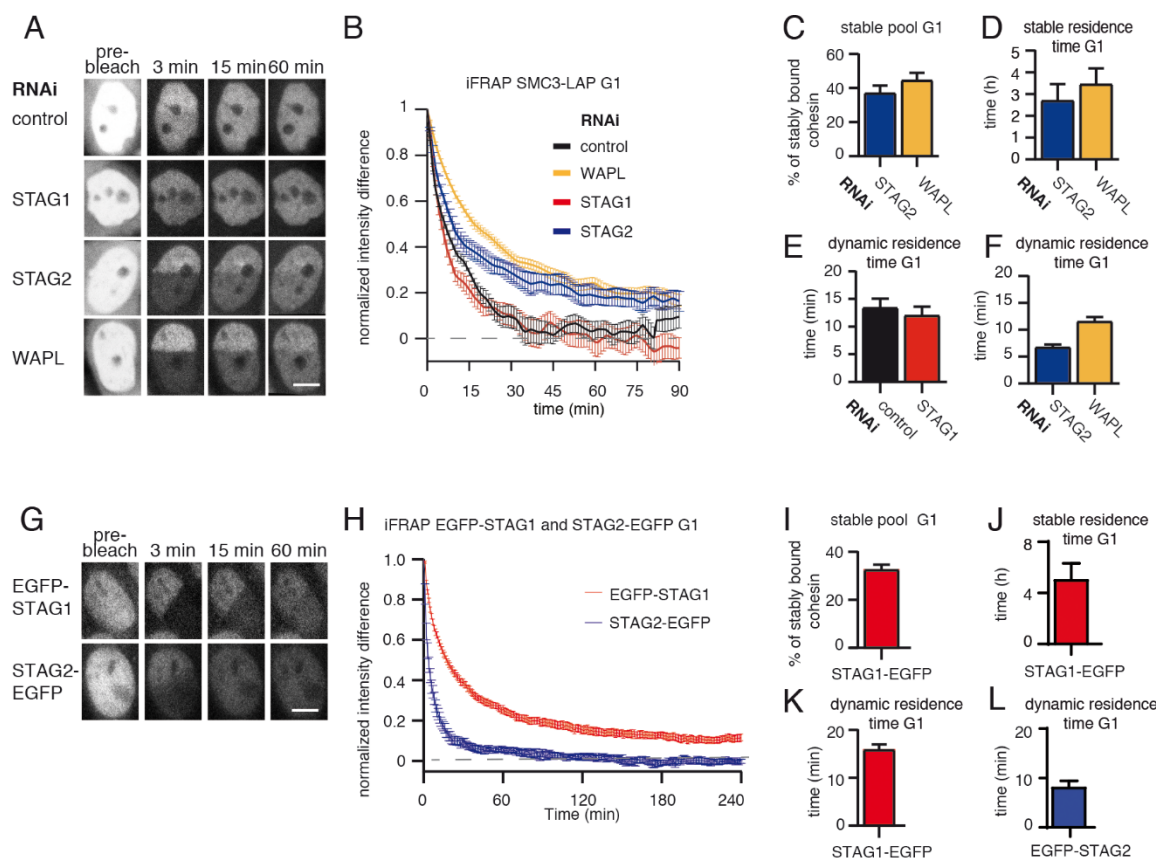 A
pre-
bleach 3 min 15 min 60 min
RNAi
control
STAG1
STAG2
WAPL
B
iFRAP SMC3-LAP G1
RNAi
control
WAPL
STAG1
STAG2
normalized intensity difference
1
0.8
0.6
0.4
0.2
0
0 15 30 45 60 75 90
time (min)
C
stable pool G1
% of stably bound
cohesin
60
40
20
0
RNAi STAG2 WAPL
D
stable residence
time G1
time (h)
5
4
3
2
1
0
RNAi STAG2 WAPL
E
dynamic residence
time G1
time (min)
20
15
10
5
0
RNAi control STAG1
F
dynamic residence
time G1
time (min)
20
15
10
5
0
RNAi STAG2 WAPL
G
pre-
bleach 3 min 15 min 60 min
EGFP-
STAG1
STAG2-
EGFP
H
iFRAP EGFP-STAG1 and STAG2-EGFP G1
EGFP-STAG1
STAG2-EGFP
normalized intensity difference
1.0
0.8
0.6
0.4
0.2
0
0 60 120 180 240
Time (min)
I
stable pool G1
% of stably bound
cohesin
60
40
20
0
STAG1-EGFP
J
stable residence
time G1
time (h)
8
4
0
STAG1-EGFP
K
dynamic residence
time G1
time (min)
20
10
0
STAG1-EGFP
L
dynamic residence
time G1
time (min)
20
10
0
EGFP-STAG2